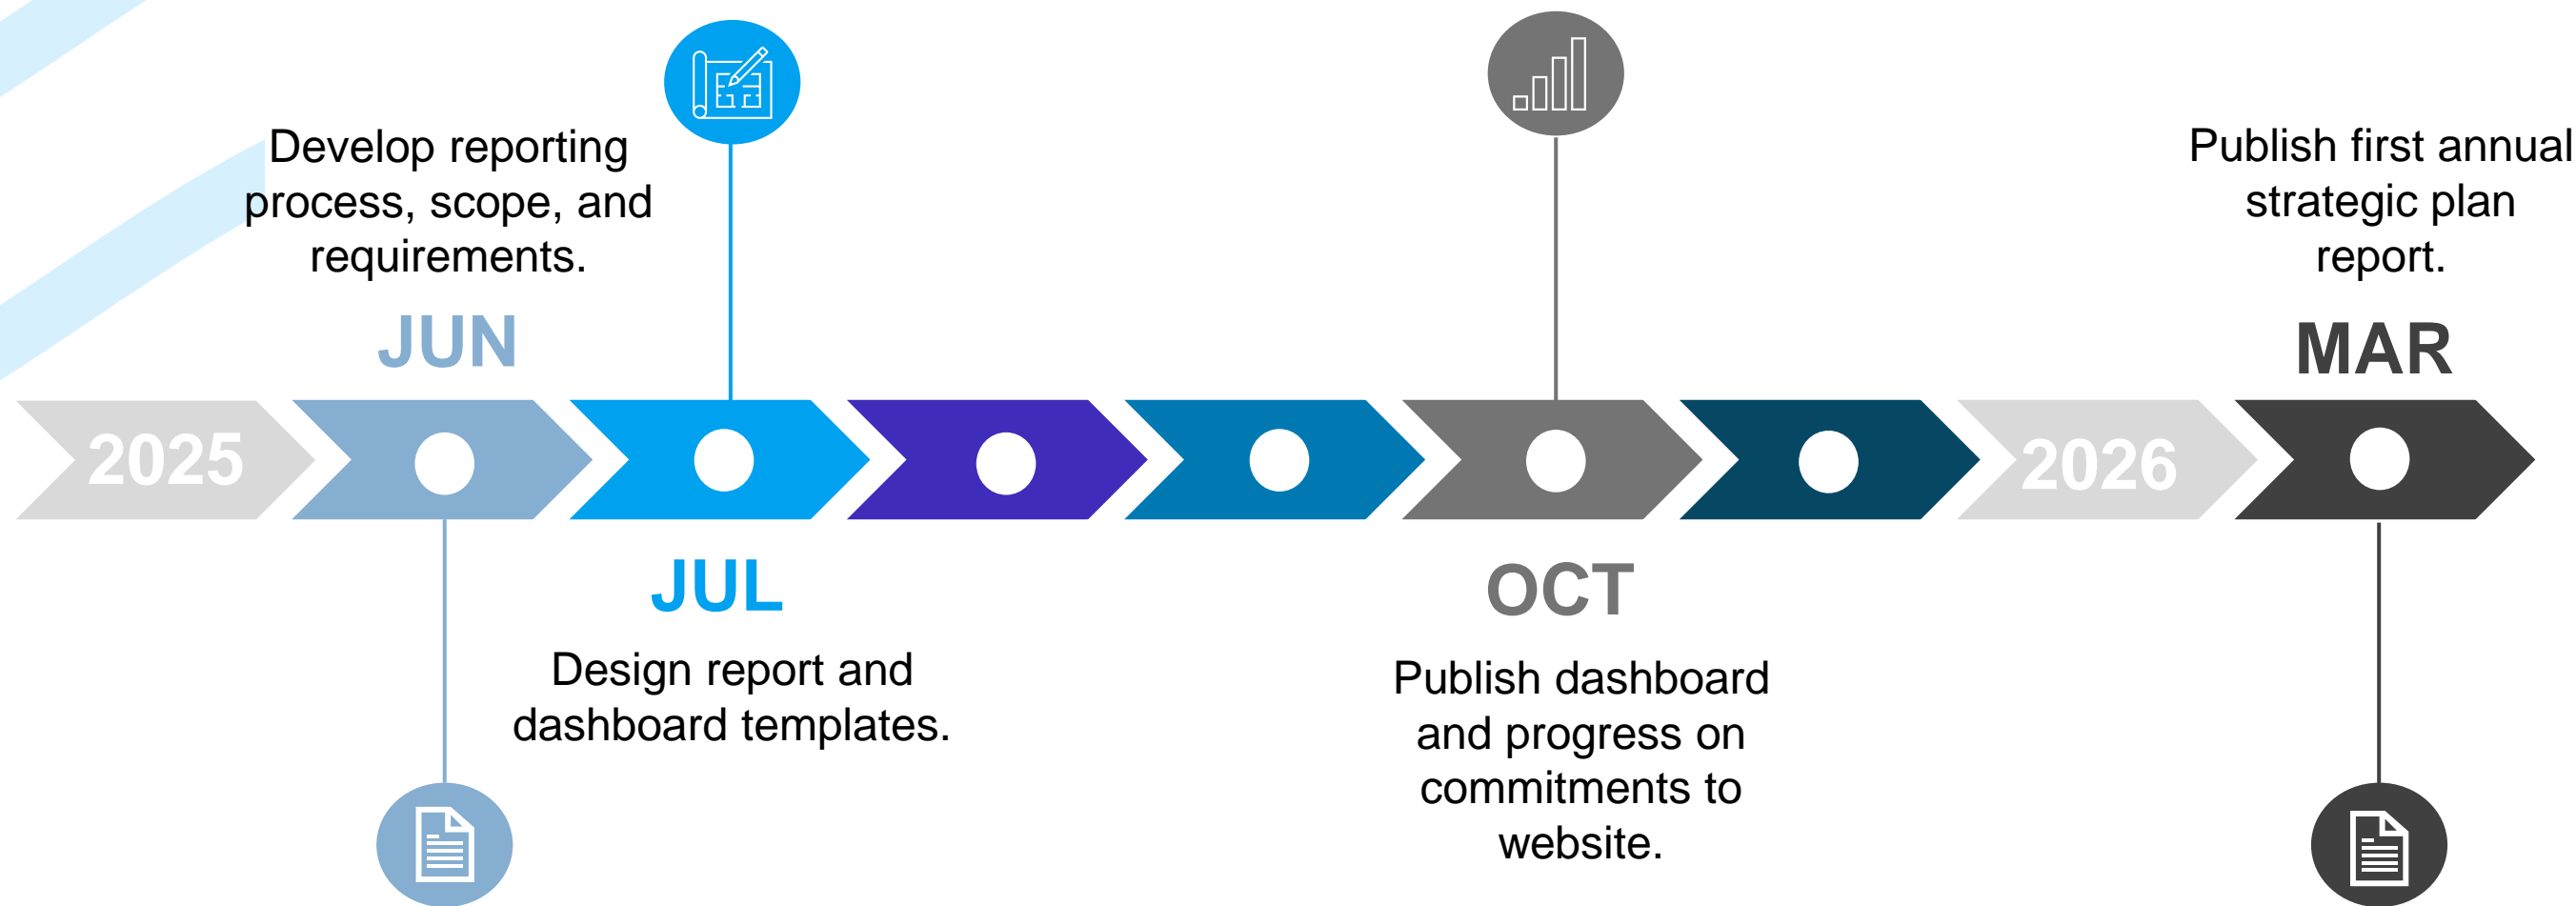 Develop reporting
process, scope, and
requirements.
JUN
Publish first annual
strategic plan
report.
MAR
2025
2026
JUL
Design report and
dashboard templates.
OCT
Publish dashboard
and progress on
commitments to
website.